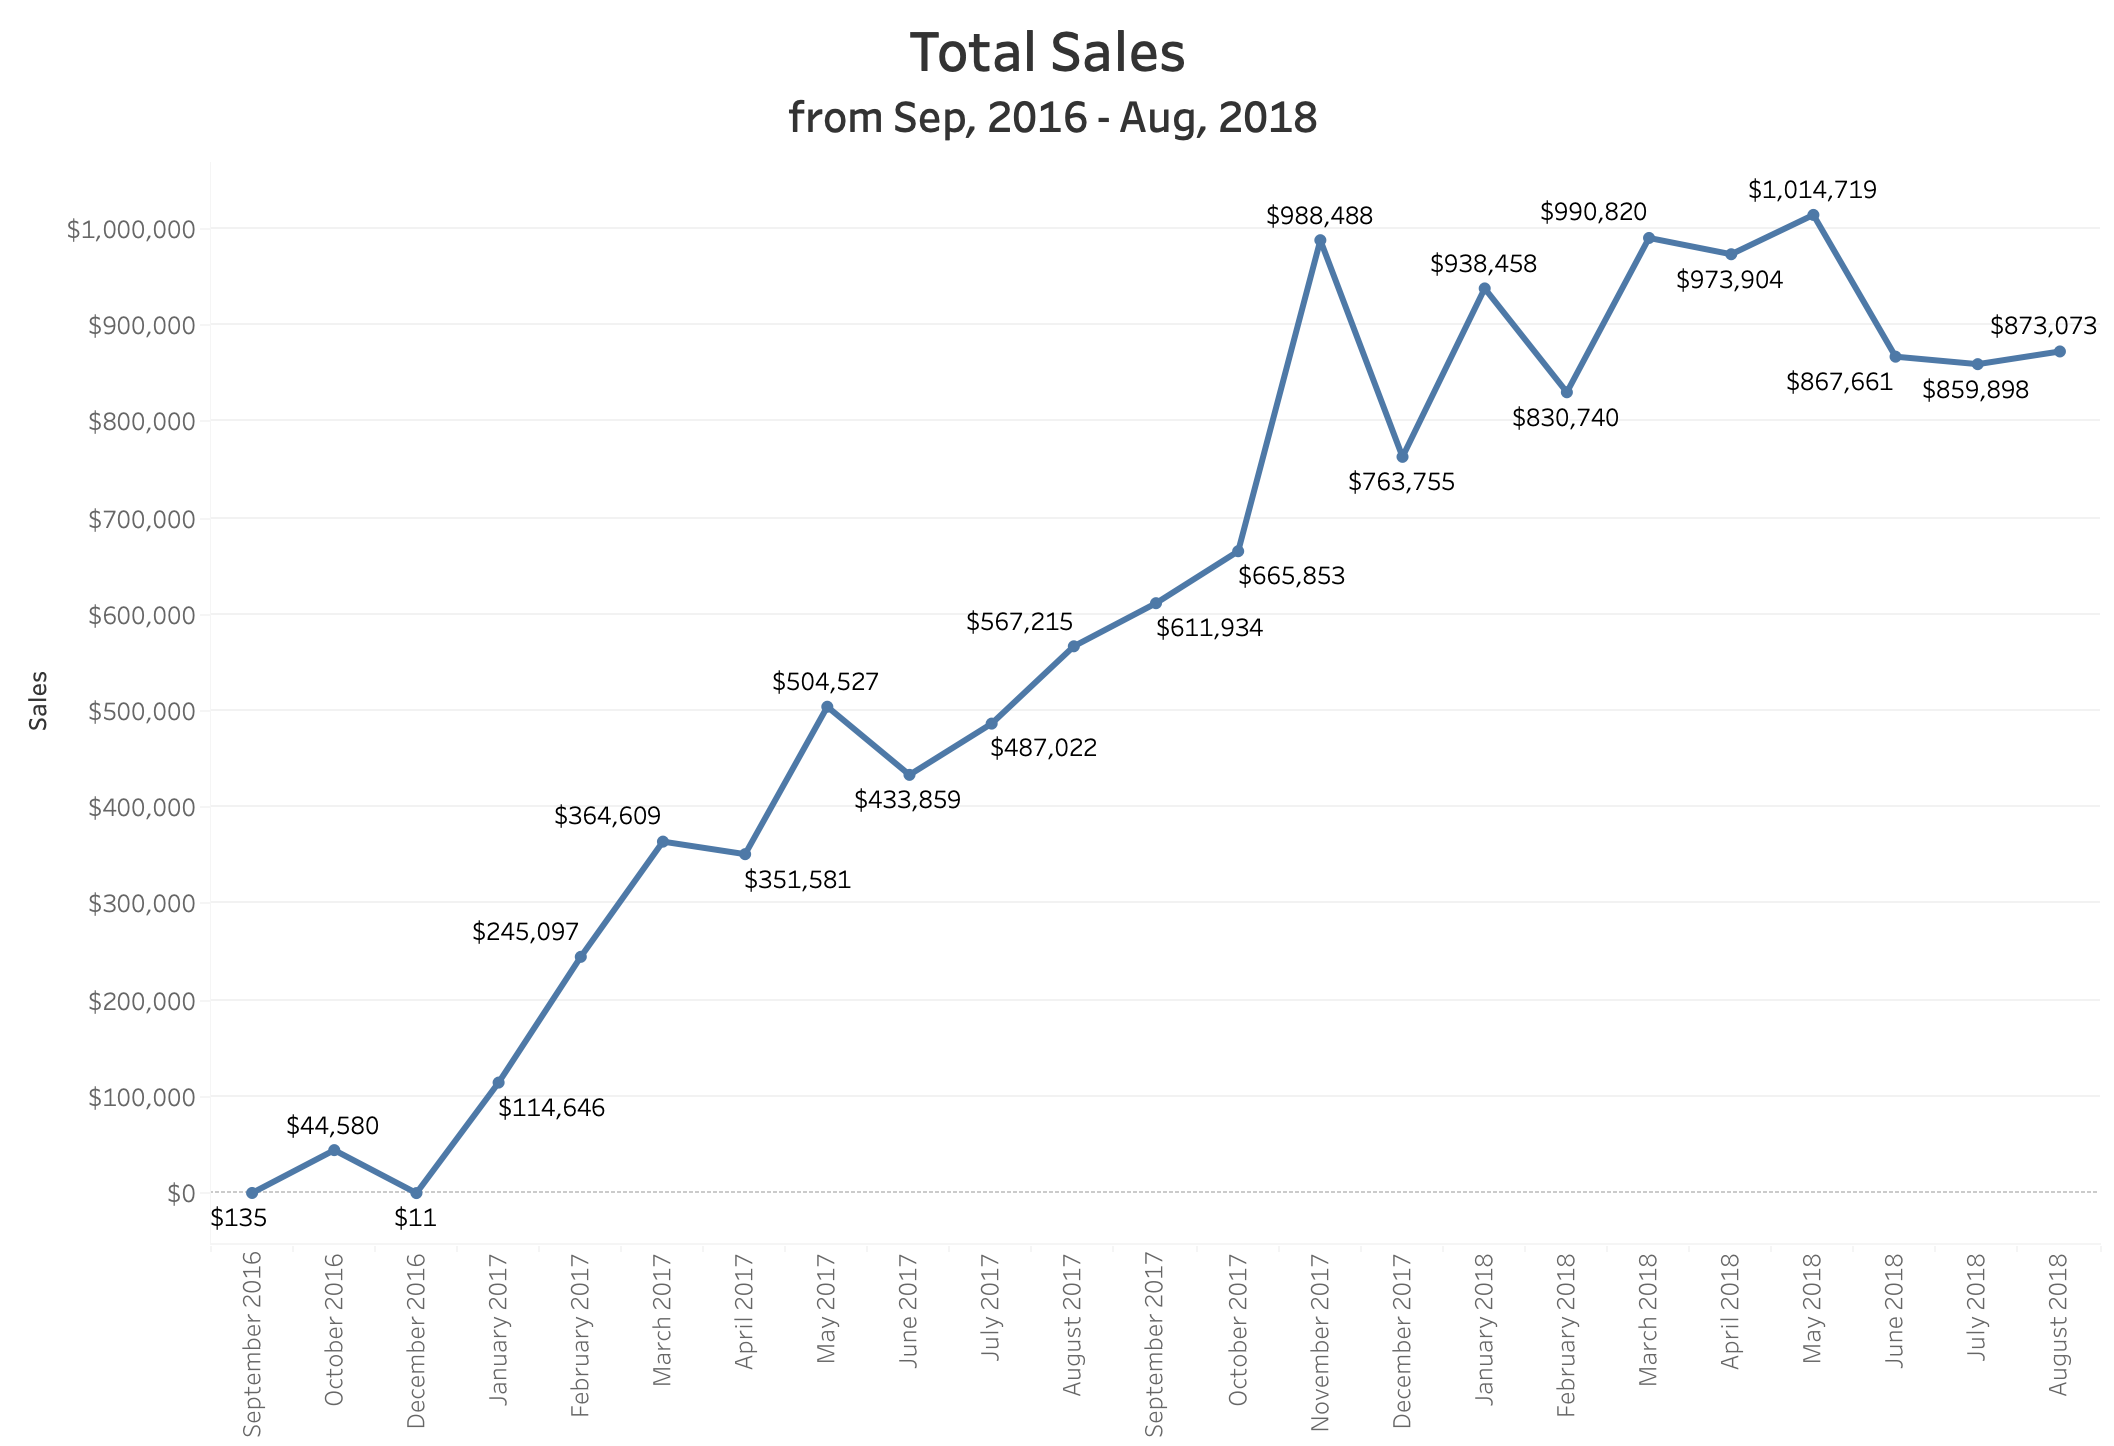 Total Sales
from Sep, 2016 - Aug, 2018
Sales
$1,000,000
$900,000
$800,000
$700,000
$600,000
$500,000
$400,000
$300,000
$200,000
$100,000
$0
$135
$44,580
$11
$114,646
$245,097
$364,609
$351,581
$504,527
$433,859
$487,022
$567,215
$611,934
$665,853
$988,488
$763,755
$938,458
$830,740
$990,820
$973,904
$1,014,719
$867,661
$859,898
$873,073
September 2016
October 2016
December 2016
January 2017
February 2017
March 2017
April 2017
May 2017
June 2017
July 2017
August 2017
September 2017
October 2017
November 2017
December 2017
January 2018
February 2018
March 2018
April 2018
May 2018
June 2018
July 2018
August 2018